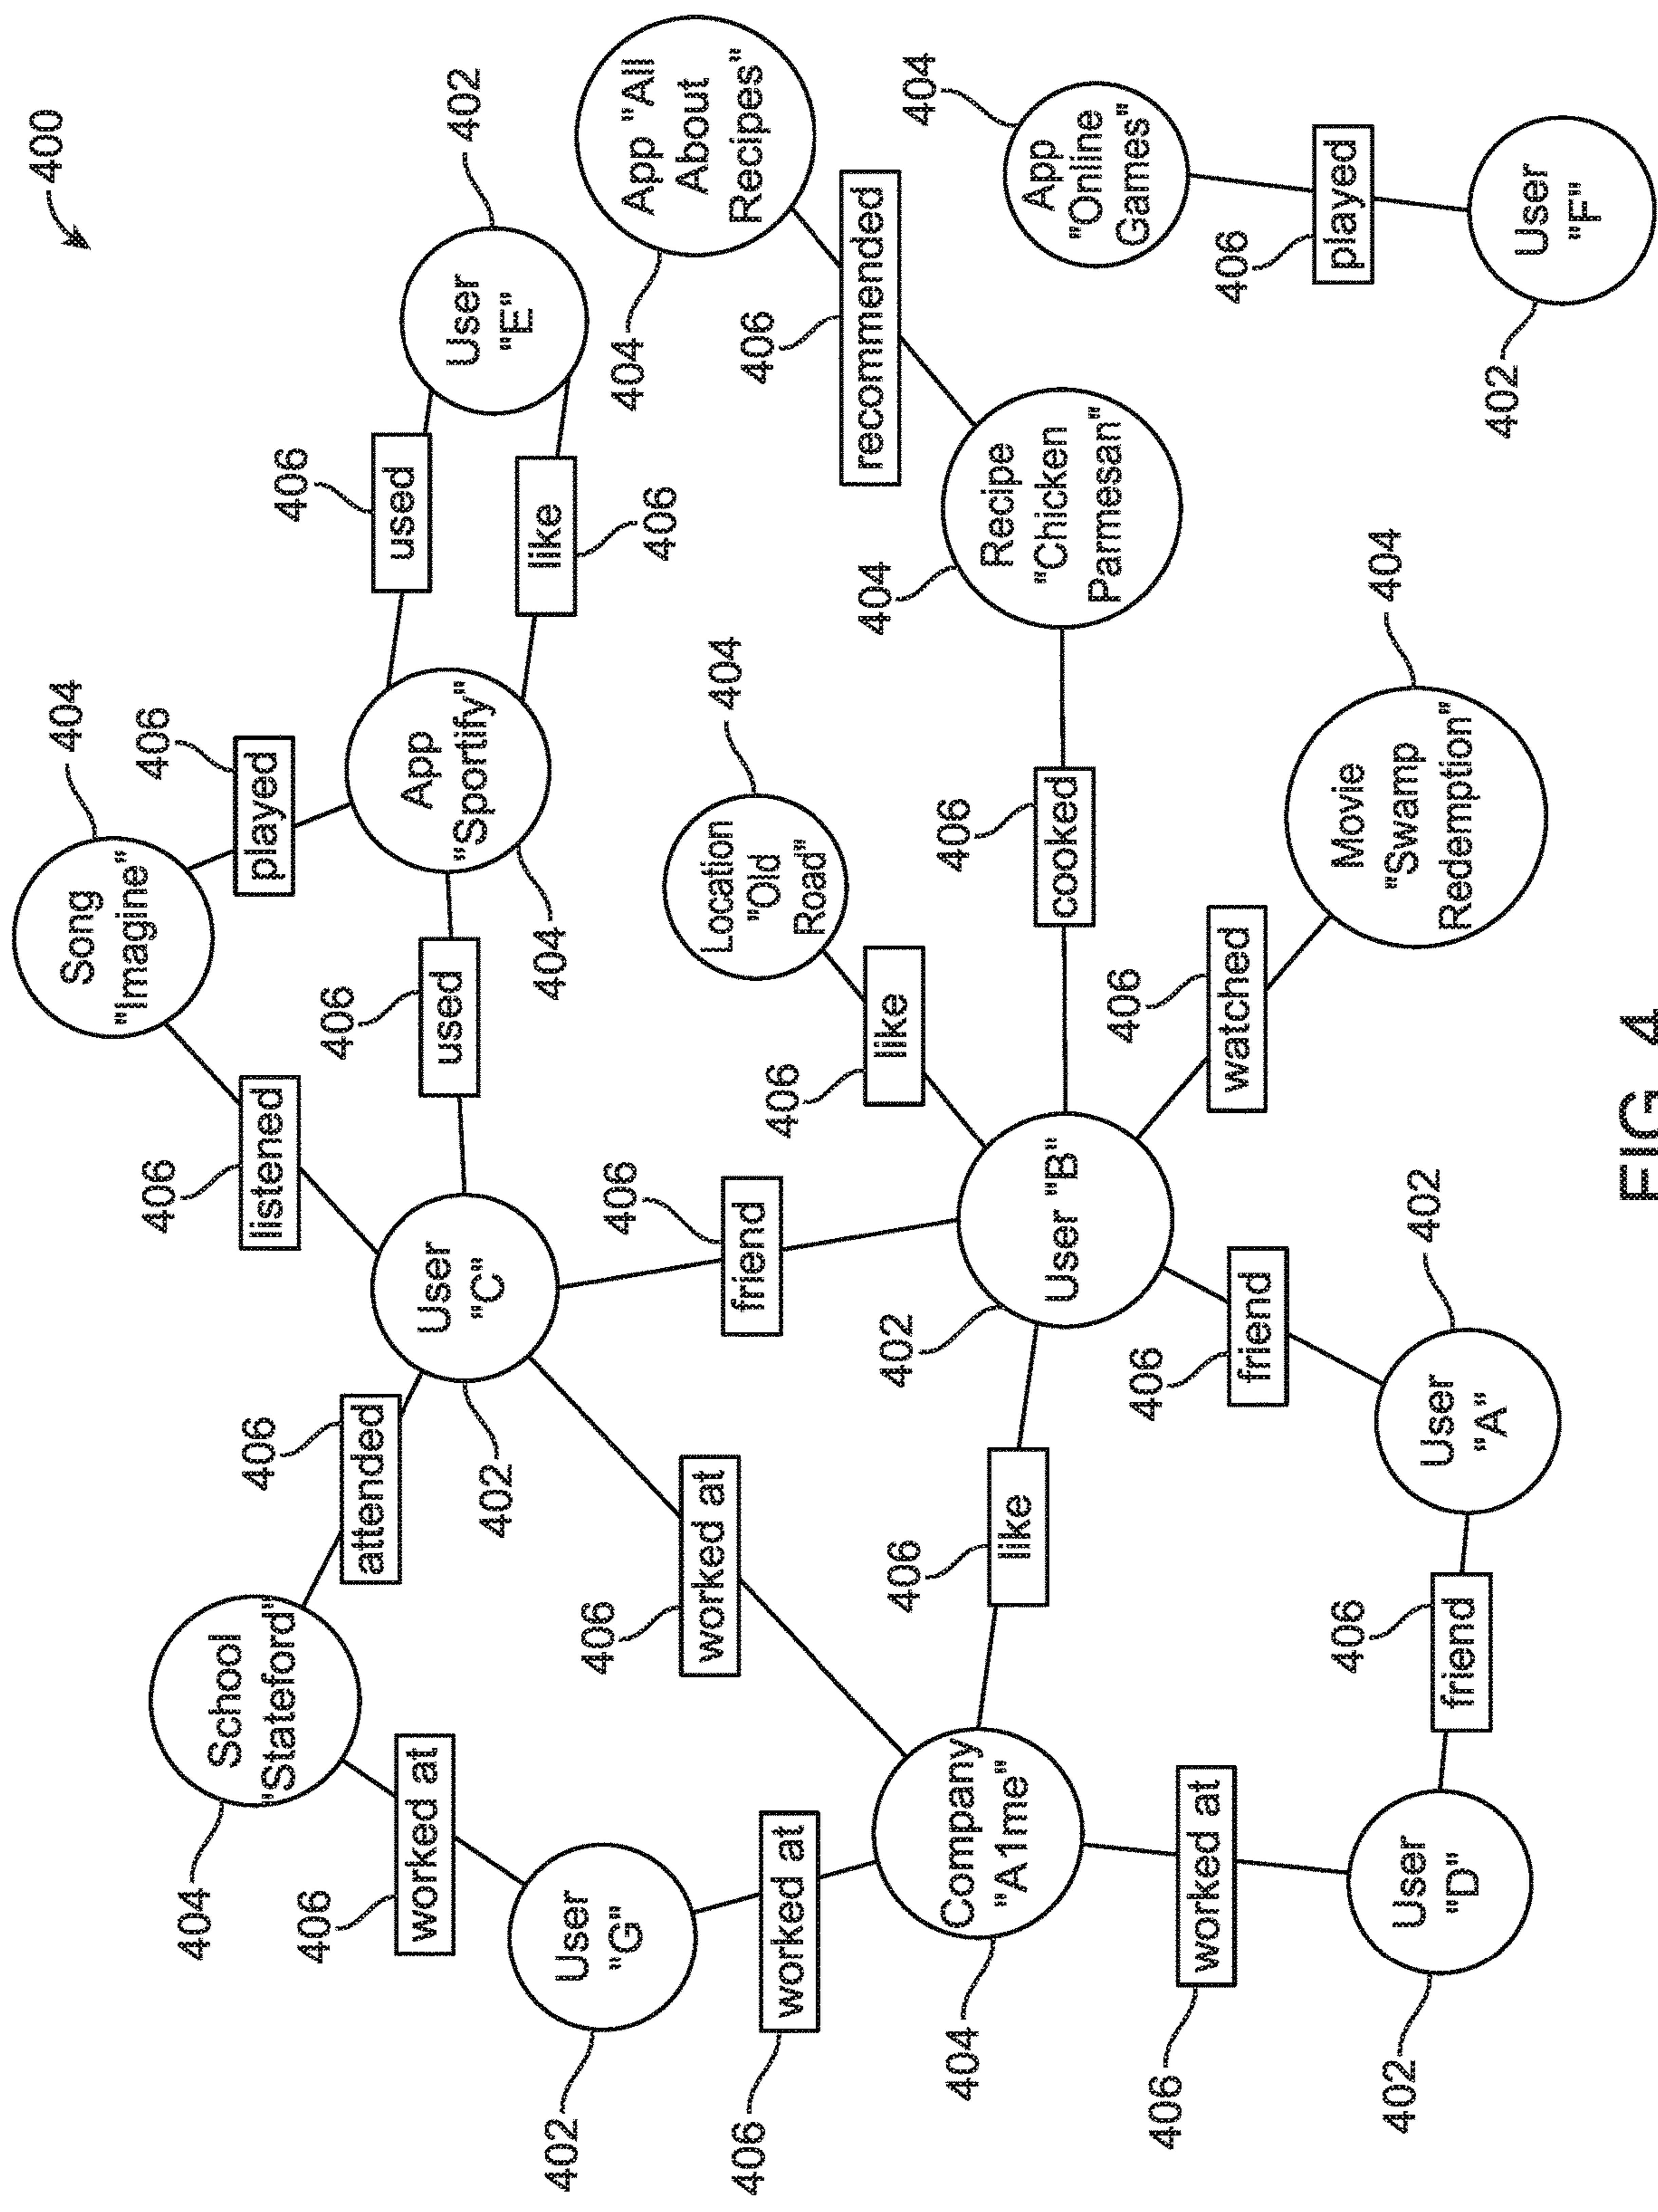 400
Song
"Imagine"
404
406
played
406
listened
School
"Stateford"
404
406
attended
406
worked at
406
used
User
"E"
402
406
used
App
"Sportify"
404
406
like
406
User
"C"
402
User
"G"
402
406
worked at
406
worked at
406
friend
App "All
About
Recipes"
404
406
recommended
Location
"Old
Road"
404
406
like
Company
"A1me"
404
406
like
User "B"
402
406
cooked
Recipe
"Chicken
Parmesan"
404
App
"Online
Games"
404
406
played
User
"F"
402
406
watched
Movie
"Swamp
Redemption"
404
406
friend
User
"A"
402
406
friend
406
worked at
User
"D"
402
FIG. 4